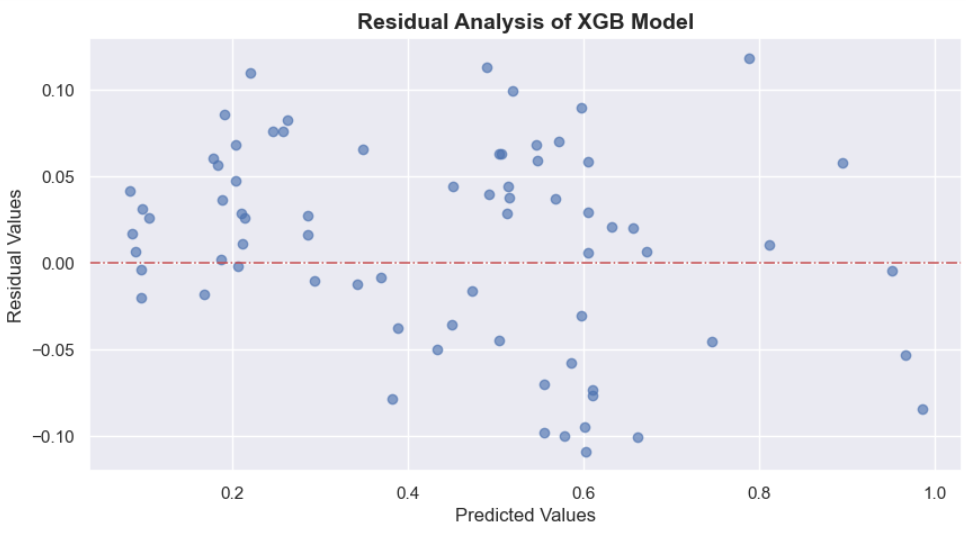 Residual Analysis of XGB Model
0.10
0.05
0.00
−0.05
−0.10
Residual Values
0.2 0.4 0.6 0.8 1.0
Predicted Values